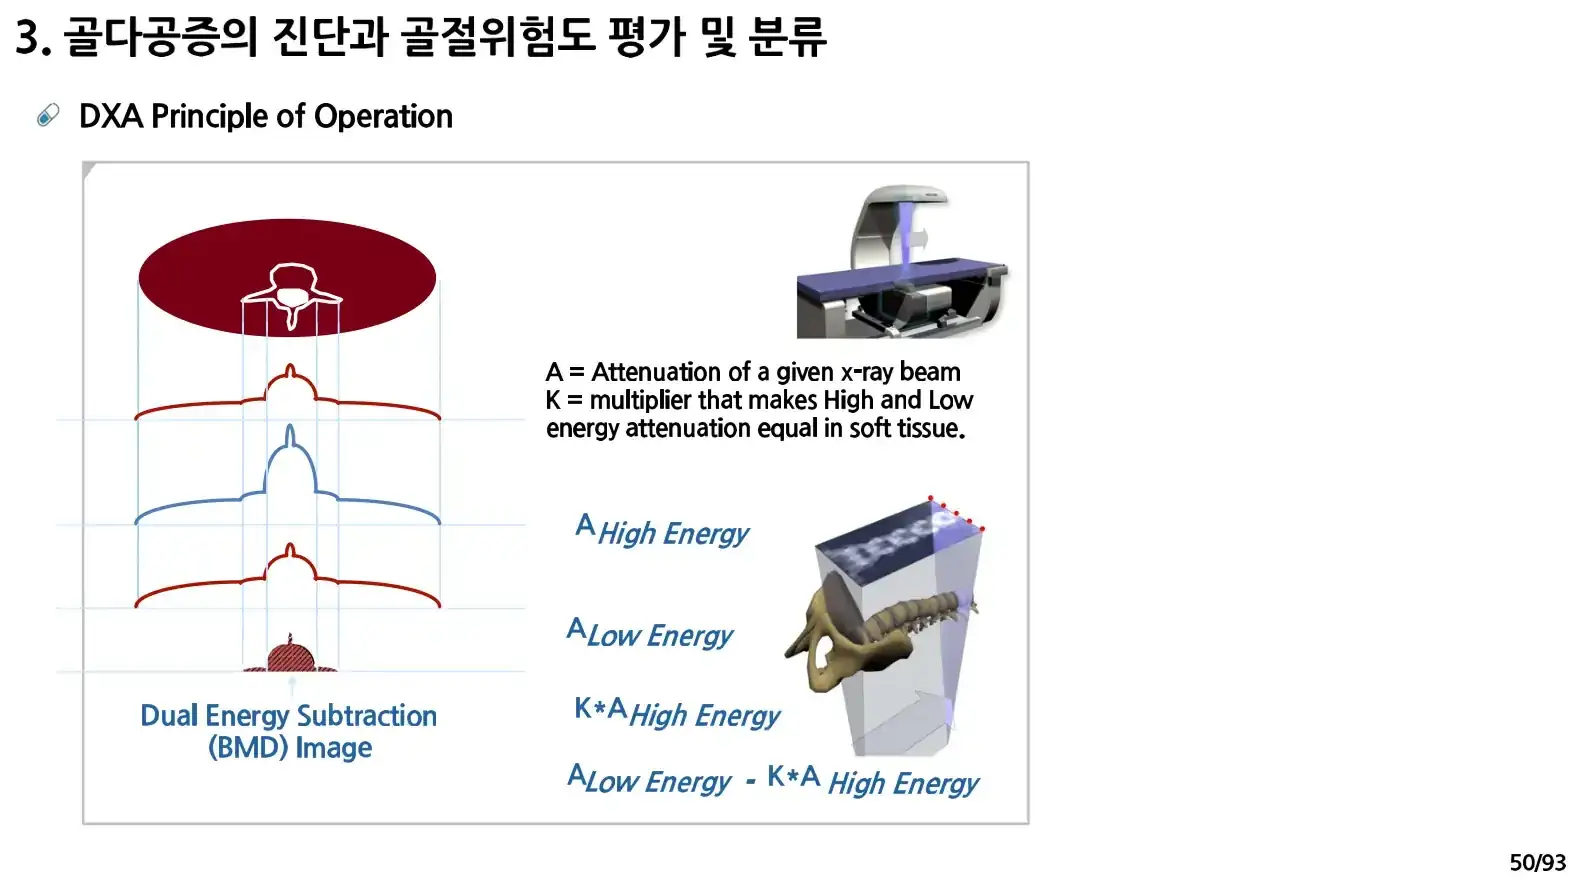 3. 골다공증의 진단과 골절위험도 평가 및 분류
DXA Principle of Operation
A = Attenuation of a given x-ray beam
K = multiplier that makes High and Low
energy attenuation equal in soft tissue.
A High Energy
A Low Energy
K*A High Energy
A Low Energy - K*A High Energy
Dual Energy Subtraction
(BMD) Image
50/93